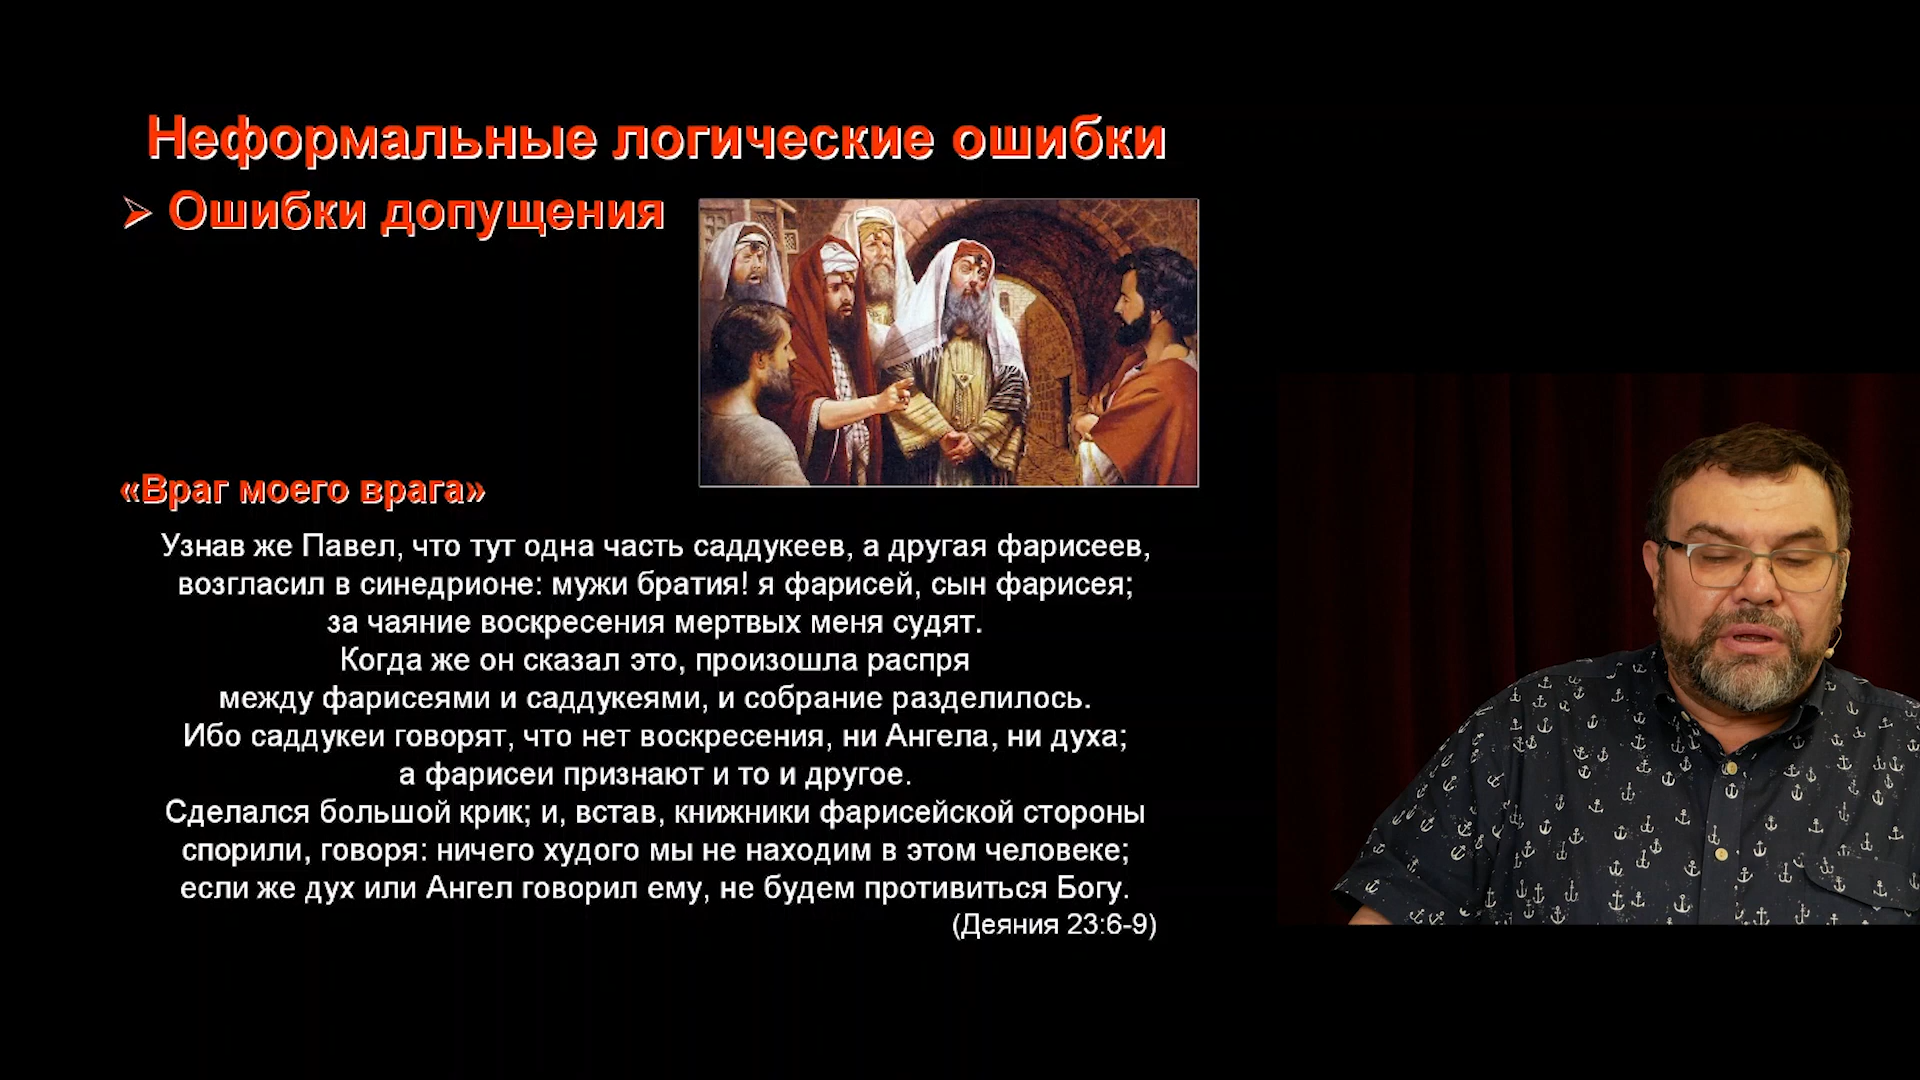 Неформальные логические ошибки
Ошибки допущения
«Враг моего врага»
Узнав же Павел, что тут одна часть саддукеев, а другая фарисеев,
возгласил в синедрионе: мужи братия! я фарисей, сын фарисея;
за чаяние воскресения мертвых меня судят.
Когда же он сказал это, произошла распря
между фарисеями и саддукеями, и собрание разделилось.
Ибо саддукеи говорят, что нет воскресения, ни Ангела, ни духа;
а фарисеи признают и то и другое.
Сделался большой крик; и, встав, книжники фарисейской стороны
спорили, говоря: ничего худого мы не находим в этом человеке;
если же дух или Ангел говорил ему, не будем противиться Богу.
(Деяния 23:6-9)